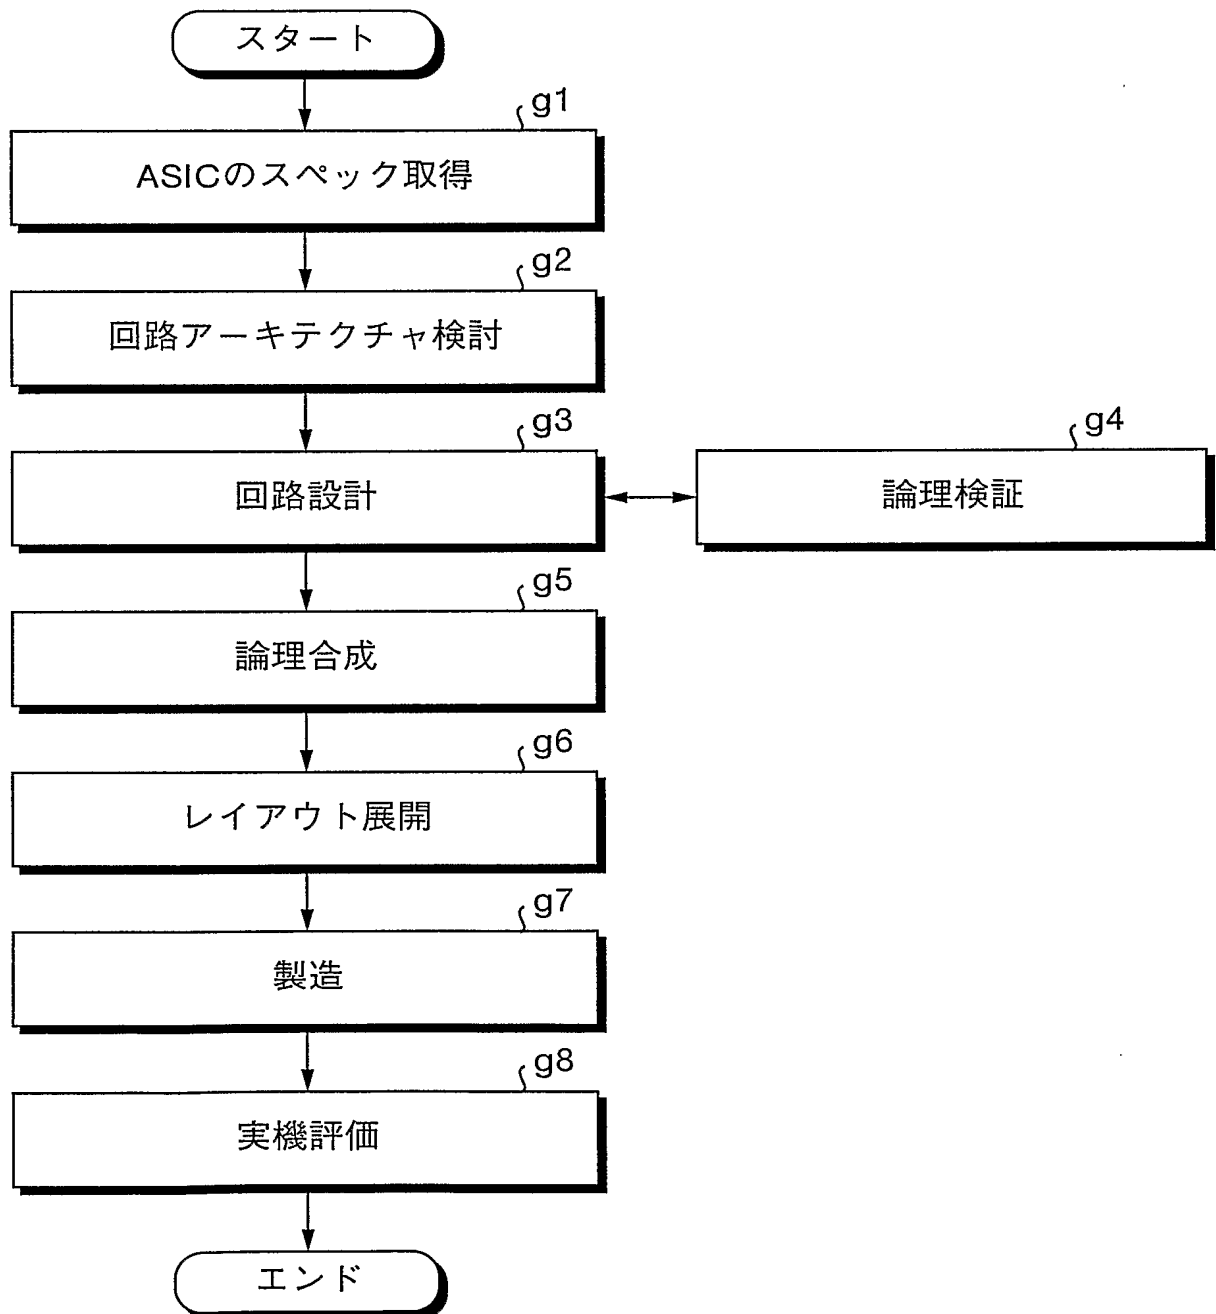 スタート
g1
ASICのスペック取得
g2
回路アーキテクチャ検討
g3
回路設計
g4
論理検証
g5
論理合成
g6
レイアウト展開
g7
製造
g8
実機評価
エンド